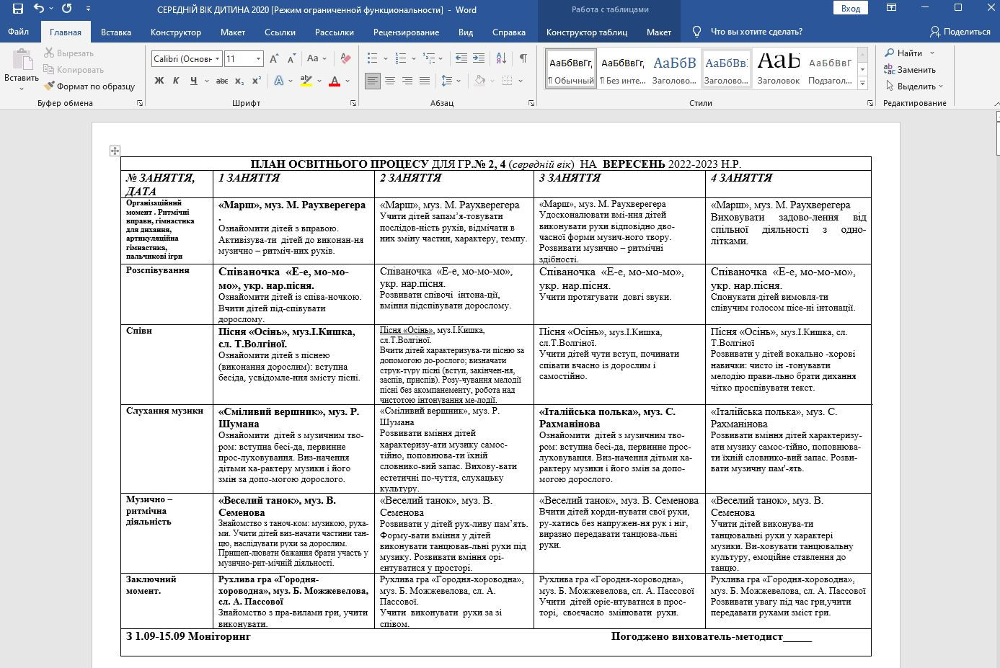 СЕРЕДНІЙ ВІК ДИТИНА 2020 [Режим ограниченной функциональности] - Word
Работа с таблицами
Вход
Файл Главная Вставка Конструктор Макет Ссылки Рассылки Рецензирование Вид Справка Конструктор таблиц Макет Что вы хотите сделать? Поделиться
Вставить
Вырезать
Копировать
Формат по образцу
Буфер обмена
Calibri (Основн 11
Ж К Ч abc x₂ x²
Шрифт
Абзац
АаБбВвГг, АаБбВвГг, АаБбВ АаБбВв. АаБ АаБбВвГ
¶ Обычный ¶ Без инте... Заголово... Заголово... Заголовок Подзагол...
Стили
Найти
Заменить
Выделить
Редактирование
ПЛАН ОСВІТНЬОГО ПРОЦЕСУ ДЛЯ ГР.№ 2, 4 (середній вік) НА ВЕРЕСЕНЬ 2022-2023 Н.Р.
№ ЗАНЯТТЯ,
ДАТА
1 ЗАНЯТТЯ
2 ЗАНЯТТЯ
3 ЗАНЯТТЯ
4 ЗАНЯТТЯ
Організаційний
момент . Ритмічні
вправи, гімнастика
для дихання,
артикуляційна
гімнастика,
пальчикові ігри
«Марш», муз. М. Раухверегера
.
Ознайомити дітей з вправою.
Активізува-ти дітей до виконан-ня
музично – ритміч-них рухів.
«Марш», муз. М. Раухверегера
Учити дітей запам’я-товувати
послідов-ність рухів, відмічати в
них зміну частин, характеру, темпу.
«Марш», муз. М. Раухверегера
Удосконалювати вмі-ння дітей
виконувати рухи відповідно дво-
часної форми музич-ного твору.
Розвивати музично – ритмічні
здібності.
«Марш», муз. М. Раухверегера
Виховувати задово-лення від
спільної діяльності з одно-
літками.
Розспівування
Співаночка «Е-е, мо-мо-
мо», укр. нар.пісня.
Ознайомити дітей із співа-ночкою.
Вчити дітей під-співувати
дорослому.
Співаночка «Е-е, мо-мо-мо»,
укр. нар.пісня.
Розвивати співочі інтона-ції,
вміння підспівувати дорослому.
Співаночка «Е-е, мо-мо-мо»,
укр. нар.пісня.
Учити протягувати довгі звуки.
Співаночка «Е-е, мо-мо-мо»,
укр. нар.пісня.
Спонукати дітей вимовля-ти
співучим голосом пісе-ні інтонації.
Співи
Пісня «Осінь», муз.І.Кишка,
сл. Т.Волгіної.
Ознайомити дітей з піснею
(виконання дорослим): вступна
бесіда, усвідомле-ння змісту пісні.
Пісня «Осінь», муз.І.Кишка,
сл.Т.Волгіної.
Вчити дітей характеризува-ти пісню за
допомогою до-рослого; визначати
струк-туру пісні (вступ, закінчен-ня,
заспів, приспів). Розу-чування мелодії
пісні без акомпанементу, робота над
чистотою інтонування ме-лодії.
Пісня «Осінь», муз.І.Кишка,
сл.Т.Волгіної.
Учити дітей чути вступ, починати
співати вчасно із дорослим і
самостійно.
Пісня «Осінь», муз.І.Кишка, сл.
Т.Волгіної
Розвивати у дітей вокально -хорові
навички: чисто ін -тонувавть
мелодію прави-льно брати дихання
чітко проспівувати текст.
Слухання музики
«Сміливий вершник», муз. Р.
Шумана
Ознайомити дітей з музичним тво-
ром: вступна бесі-да, первинне
прос-луховування. Виз-начення
дітьми ха-рактеру музики і його
змін за допо-могою дорослого.
«Сміливий вершник», муз. Р.
Шумана
Розвивати вміння дітей
характеризу-ати музику самос-
тійно, поповнюва-ти їхній
словнико-вий запас. Вихову-вати
естетичні по-чуття, слухацьку
культуру.
«Італійська полька», муз. С.
Рахманінова
Ознайомити дітей з музичним тво-
ром: вступна бесі-да, первинне прос-
луховування. Виз-начення дітьми ха-
рактеру музики і його змін за допо-
могою дорослого.
«Італійська полька», муз. С.
Рахманінова
Розвивати вміння дітей характеризу-
ати музику самос-тійно, поповнюва-
ти їхній словнико-вий запас. Розви-
вати музичну пам'-ять.
Музично –
ритмічна
діяльність
«Веселий танок», муз. В.
Семенова
Знайомство з таноч-ком: музикою, руха-
ми. Учити дітей виз-начати частини тан-
цю, наслідувати рухи за дорослим.
Прищеп-лювати бажання брати участь у
музично-рит-мічній діяльності.
«Веселий танок», муз. В.
Семенова
Розвивати у дітей рух-ливу пам’ять.
Форму-вати вміння у дітей
виконувати танцював-льні рухи під
музику. Розвивати вміння орі-
єнтуватися у просторі.
«Веселий танок», муз. В. Семенова
Вчити дітей корди-нувати свої рухи,
ру-хатись без напружен-ня рук і ніг,
виразно передавати танцюва-льні
рухи.
«Веселий танок», муз. В.
Семенова
Учити дітей виконува-ти
танцювальні рухи у характері
музики. Ви-ховувати танцювальну
культуру, емоційне ставлення до
танцю.
Заключний
момент.
Рухлива гра «Городня-
хороводна», муз. Б. Можжевелова,
сл. А. Пассової
Знайомство з пра-вилами гри, учити
виконувати.
Рухлива гра «Городня-хороводна»,
муз. Б. Можжевелова, сл. А.
Пассової.
Учити виконувати рухи за зі
співом.
Рухлива гра «Городня-хороводна»,
муз. Б. Можжевелова, сл. А. Пассової
Учити дітей оріє-нтуватися в прос-
торі, своєчасно змінювати рухи.
Рухлива гра «Городня-хороводна»,
муз. Б. Можжевелова, сл. А. Пассової
Розвивати увагу під час гри,учити
передавати рухами зміст гри.
З 1.09-15.09 Моніторинг Погоджено вихователь-методист_____